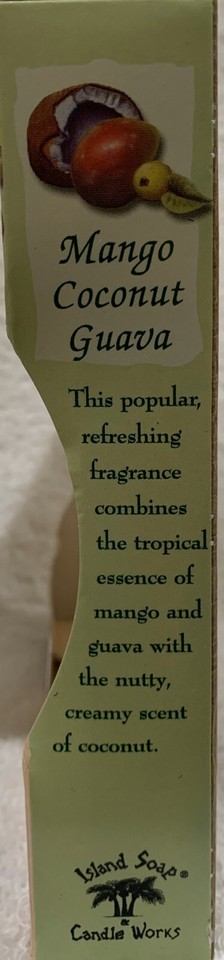 Mango
Coconut
Guava
This popular,
refreshing
fragrance
combines
the tropical
essence of
mango and
guava with
the nutty,
creamy scent
of coconut.
Island Soap®
&
Candle Works